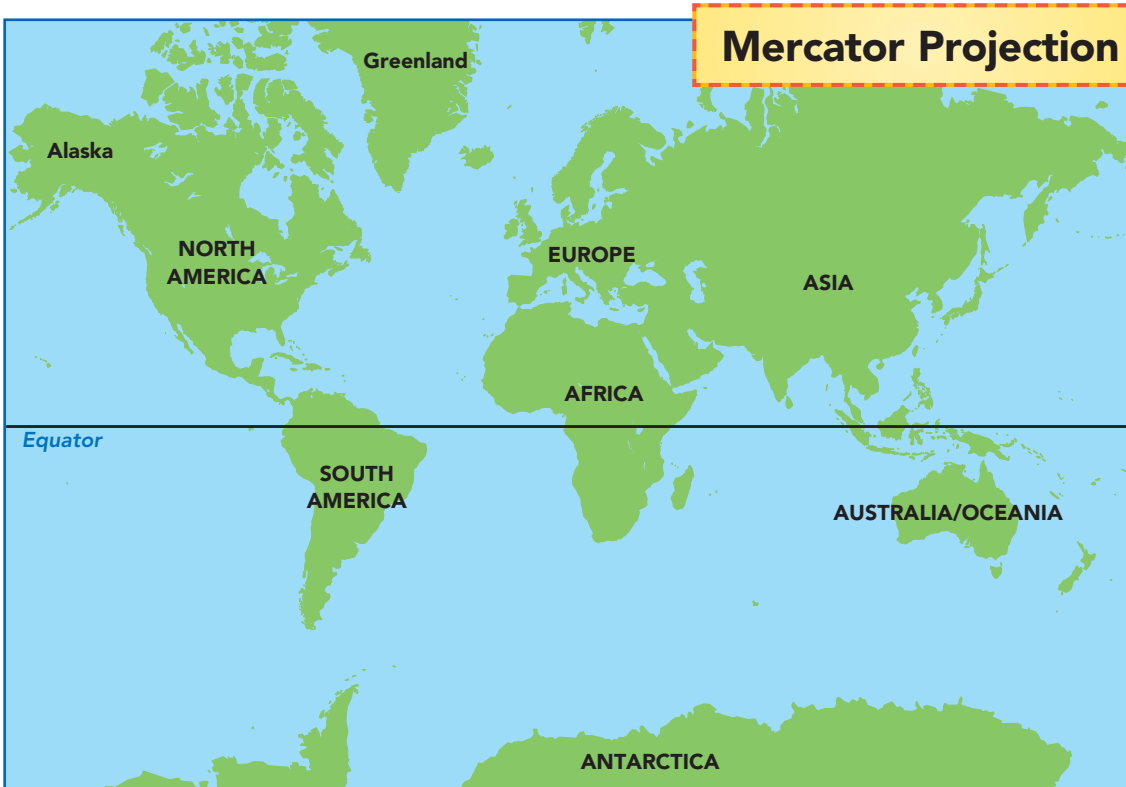 Mercator Projection
Greenland
Alaska
NORTH
AMERICA
EUROPE
ASIA
AFRICA
Equator
SOUTH
AMERICA
AUSTRALIA/OCEANIA
ANTARCTICA